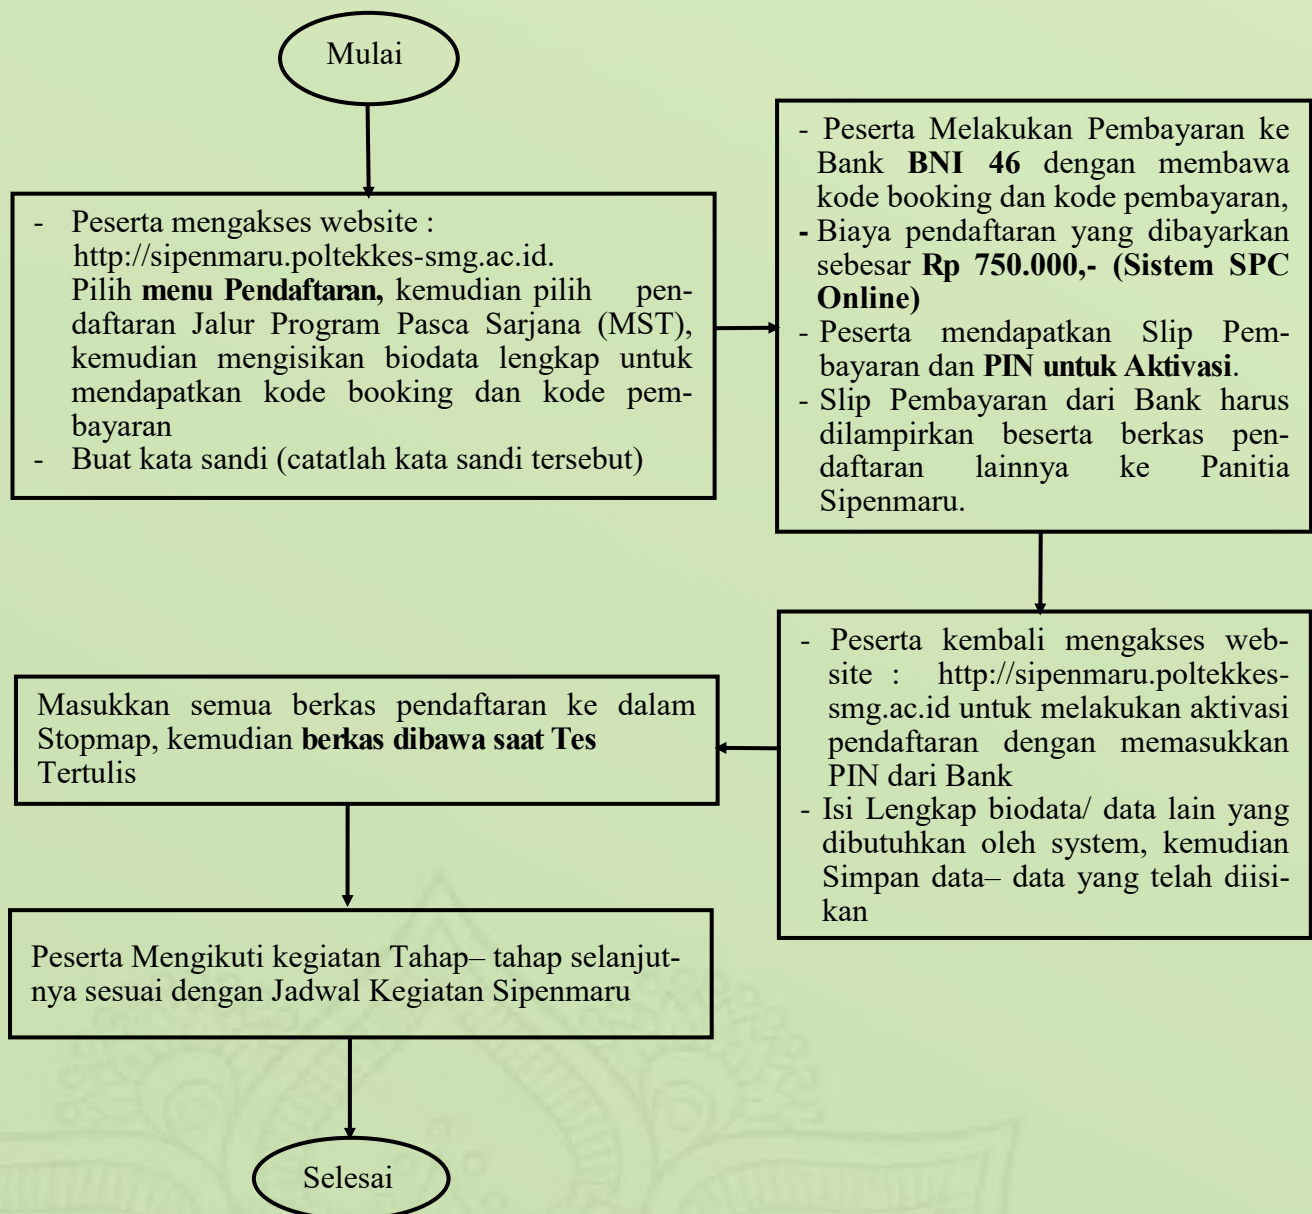 Mulai
- Peserta mengakses website :
http://sipenmaru.poltekkes-smg.ac.id.
Pilih menu Pendaftaran, kemudian pilih pen-
daftaran Jalur Program Pasca Sarjana (MST),
kemudian mengisikan biodata lengkap untuk
mendapatkan kode booking dan kode pem-
bayaran
- Buat kata sandi (catatlah kata sandi tersebut)
- Peserta Melakukan Pembayaran ke
Bank BNI 46 dengan membawa
kode booking dan kode pembayaran,
- Biaya pendaftaran yang dibayarkan
sebesar Rp 750.000,- (Sistem SPC
Online)
- Peserta mendapatkan Slip Pem-
bayaran dan PIN untuk Aktivasi.
- Slip Pembayaran dari Bank harus
dilampirkan beserta berkas pen-
daftaran lainnya ke Panitia
Sipenmaru.
- Peserta kembali mengakses web-
site : http://sipenmaru.poltekkes-
smg.ac.id untuk melakukan aktivasi
pendaftaran dengan memasukkan
PIN dari Bank
- Isi Lengkap biodata/ data lain yang
dibutuhkan oleh system, kemudian
Simpan data– data yang telah diisi-
kan
Masukkan semua berkas pendaftaran ke dalam
Stopmap, kemudian berkas dibawa saat Tes
Tertulis
Peserta Mengikuti kegiatan Tahap– tahap selanjut-
nya sesuai dengan Jadwal Kegiatan Sipenmaru
Selesai